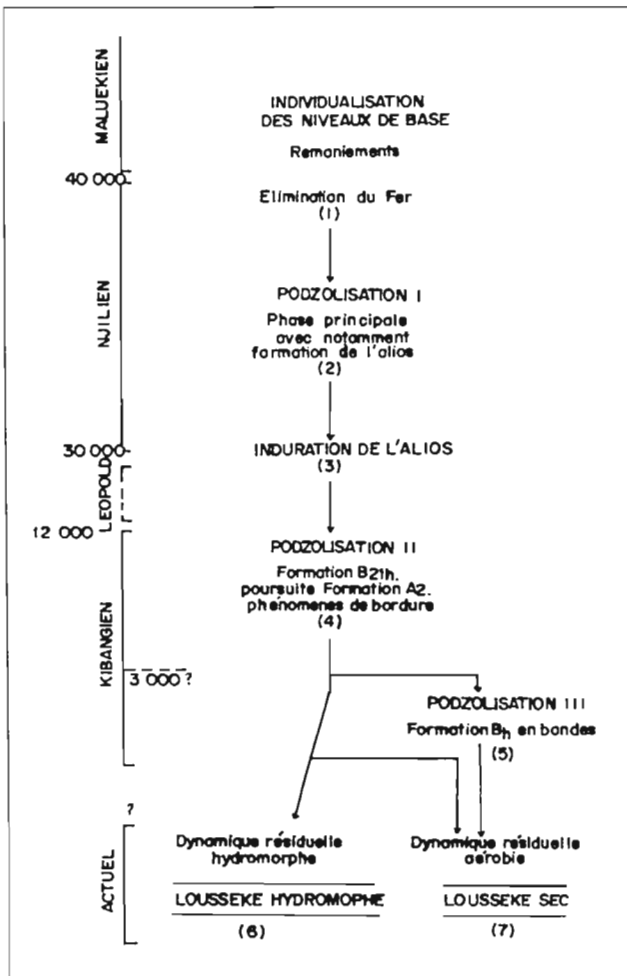 MALUEKIEN
INDIVIDUALISATION
DES NIVEAUX DE BASE
Remaniements
40 000
Elimination du Fer
(1)
NJILIEN
PODZOLISATION I
Phase principale
avec notamment
formation de l'alios
(2)
30 000
INDURATION DE L'ALIOS
(3)
LEOPOLD
12 000
PODZOLISATION II
Formation B21h.
poursuite Formation A2.
phénomenes de bordure
(4)
KIBANGIEN
3 000 ?
PODZOLISATION III
Formation Bh en bandes
(5)
?
ACTUEL
Dynamique résiduelle
hydromorphe
Dynamique résiduelle
aérobie
LOUSSEKE HYDROMOPHE
LOUSSEKE SEC
(6)
(7)